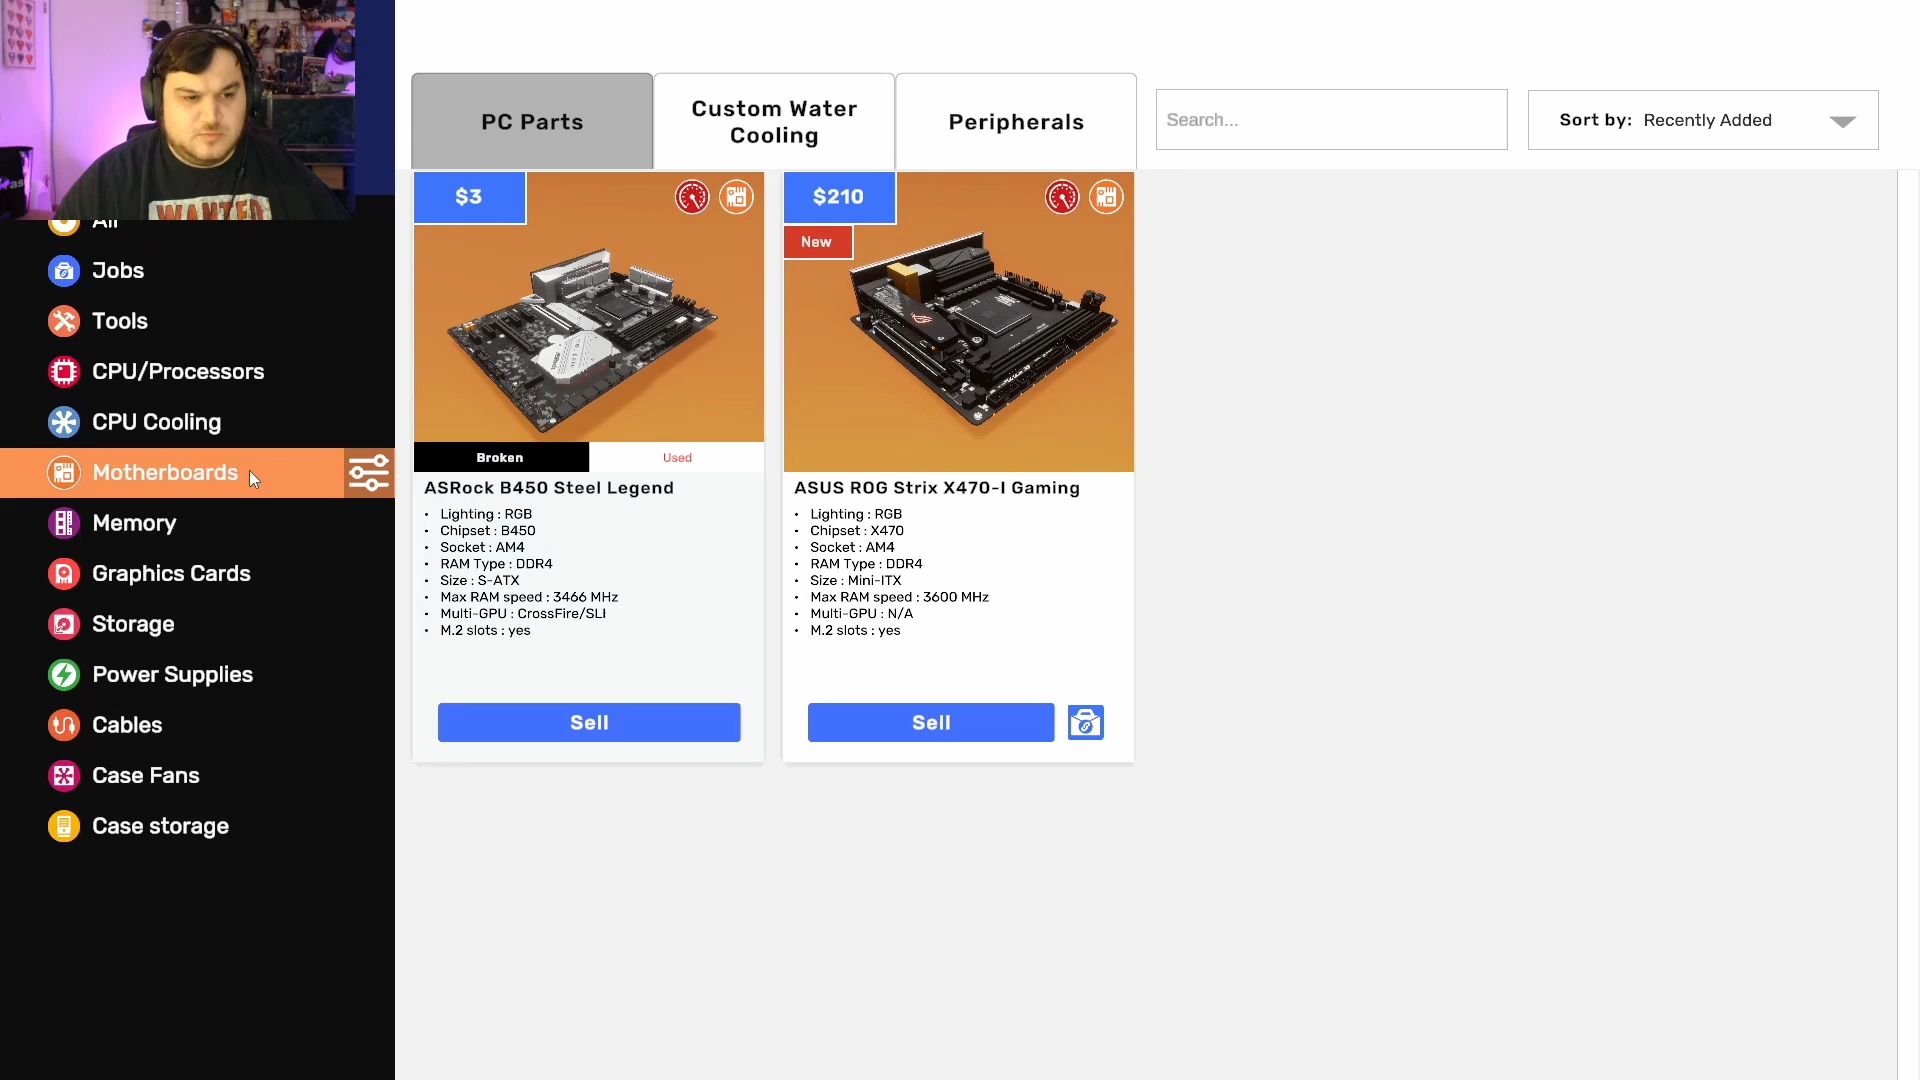 PC Parts
Custom Water
Cooling
Peripherals
Search...
Sort by: Recently Added
WANTED
All
Jobs
Tools
CPU/Processors
CPU Cooling
Motherboards
Memory
Graphics Cards
Storage
Power Supplies
Cables
Case Fans
Case storage
$3
Broken
Used
ASRock B450 Steel Legend
• Lighting : RGB
• Chipset : B450
• Socket : AM4
• RAM Type : DDR4
• Size : S-ATX
• Max RAM speed : 3466 MHz
• Multi-GPU : CrossFire/SLI
• M.2 slots : yes
Sell
$210
New
ASUS ROG Strix X470-I Gaming
• Lighting : RGB
• Chipset : X470
• Socket : AM4
• RAM Type : DDR4
• Size : Mini-ITX
• Max RAM speed : 3600 MHz
• Multi-GPU : N/A
• M.2 slots : yes
Sell